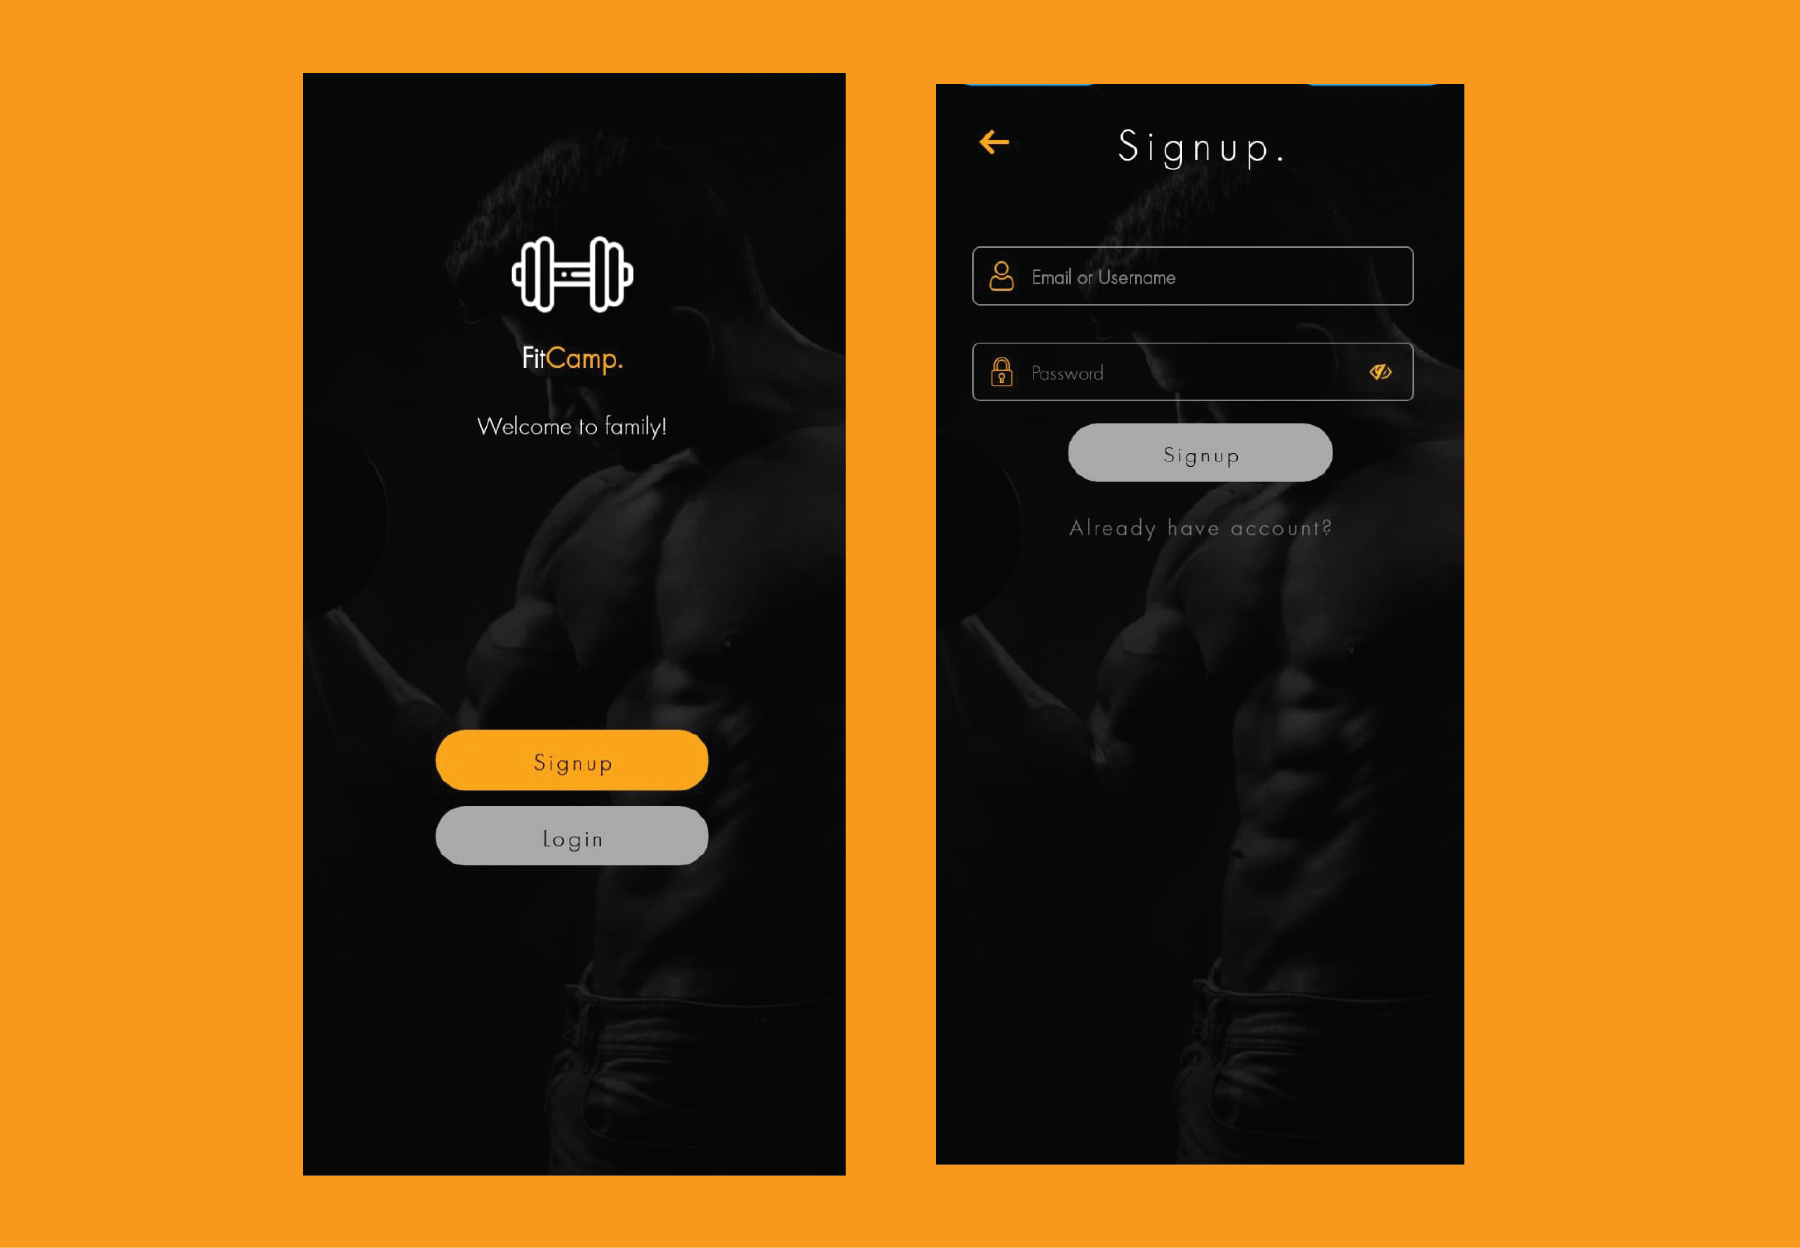 FitCamp.
Welcome to family!
Signup
Login
Signup.
Email or Username
Password
Signup
Already have account?